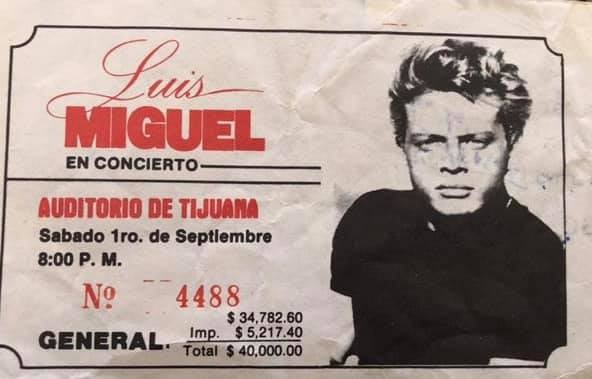 Luis
MIGUEL
EN CONCIERTO
AUDITORIO DE TIJUANA
Sabado 1ro. de Septiembre
8:00 P. M.
Nº 4488
$ 34,782.60
GENERAL. Imp. $ 5,217.40
Total $ 40,000.00